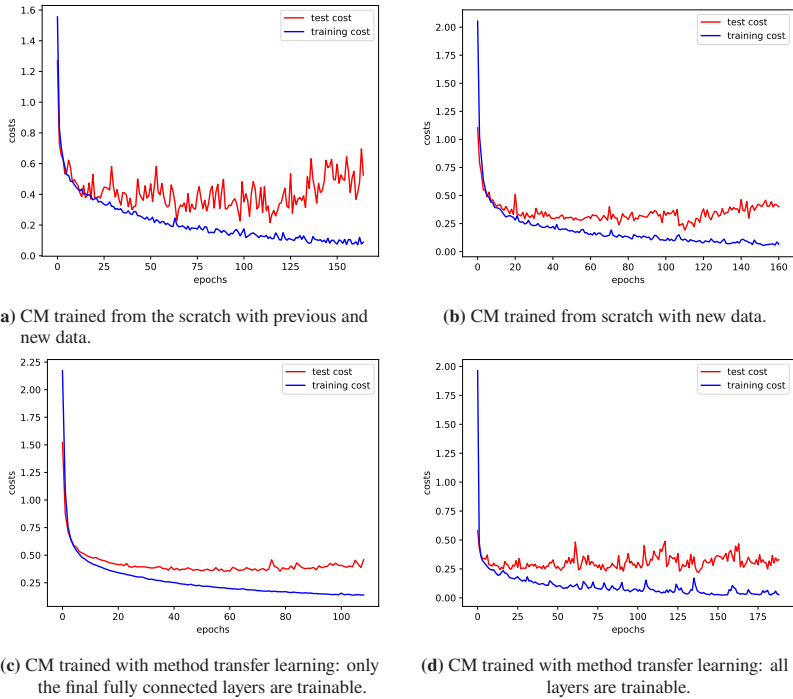 1.6
1.4
1.2
1.0
0.8
0.6
0.4
0.2
0.0
costs
0 25 50 75 100 125 150
epochs
test cost
training cost
a) CM trained from the scratch with previous and
new data.
2.00
1.75
1.50
1.25
1.00
0.75
0.50
0.25
0.00
costs
0 20 40 60 80 100 120 140 160
epochs
test cost
training cost
(b) CM trained from scratch with new data.
2.25
2.00
1.75
1.50
1.25
1.00
0.75
0.50
0.25
costs
0 20 40 60 80 100
epochs
test cost
training cost
(c) CM trained with method transfer learning: only
the final fully connected layers are trainable.
2.00
1.75
1.50
1.25
1.00
0.75
0.50
0.25
0.00
costs
0 25 50 75 100 125 150 175
epochs
test cost
training cost
(d) CM trained with method transfer learning: all
layers are trainable.